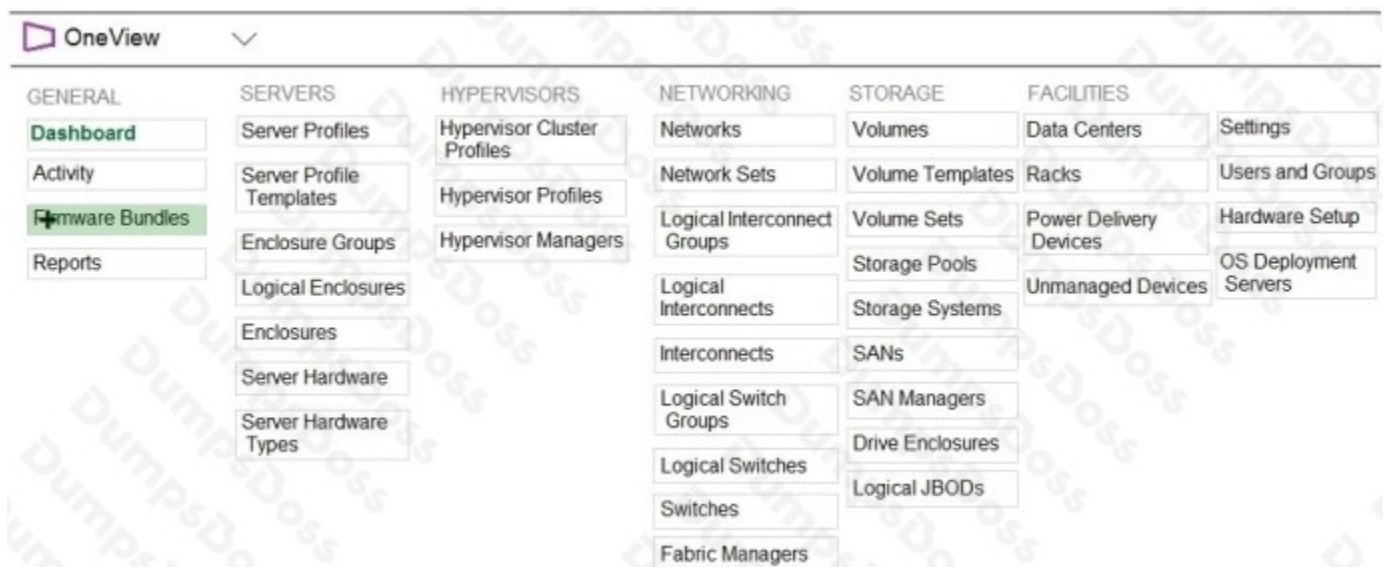 OneView
GENERAL
Dashboard
Activity
Firmware Bundles
Reports
SERVERS
Server Profiles
Server Profile
Templates
Enclosure Groups
Logical Enclosures
Enclosures
Server Hardware
Server Hardware
Types
HYPERVISORS
Hypervisor Cluster
Profiles
Hypervisor Profiles
Hypervisor Managers
NETWORKING
Networks
Network Sets
Logical Interconnect
Groups
Logical
Interconnects
Interconnects
Logical Switch
Groups
Logical Switches
Switches
Fabric Managers
STORAGE
Volumes
Volume Templates
Volume Sets
Storage Pools
Storage Systems
SANs
SAN Managers
Drive Enclosures
Logical JBODs
FACILITIES
Data Centers
Racks
Power Delivery
Devices
Unmanaged Devices
Settings
Users and Groups
Hardware Setup
OS Deployment
Servers
DumpsDoss